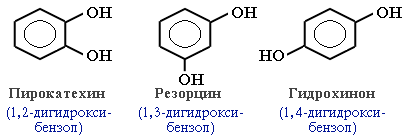 OH
OH
OH
OH
OH
HO
Пирокатехин
(1,2-дигидрокси-
бензол)
Резорцин
(1,3-дигидрокси-
бензол)
Гидрохинон
(1,4-дигидрокси-
бензол)